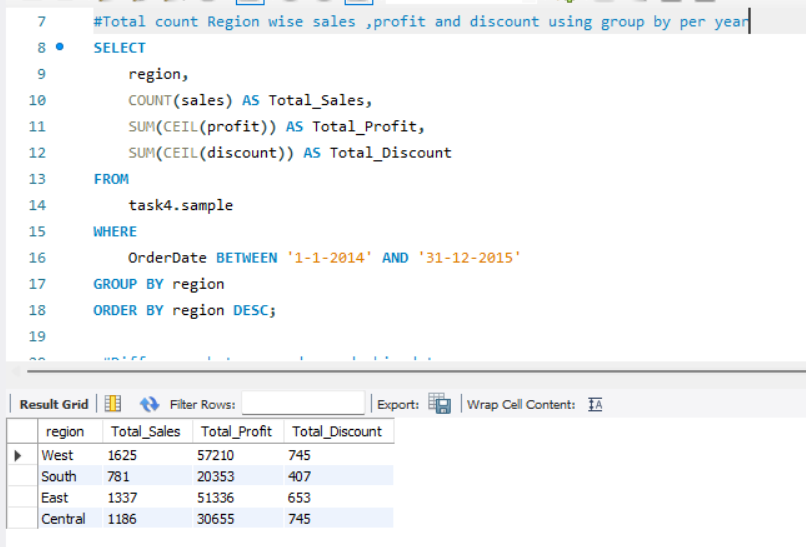 7 #Total count Region wise sales ,profit and discount using group by per year
8 SELECT
9 region,
10 COUNT(sales) AS Total_Sales,
11 SUM(CEIL(profit)) AS Total_Profit,
12 SUM(CEIL(discount)) AS Total_Discount
13 FROM
14 task4.sample
15 WHERE
16 OrderDate BETWEEN '1-1-2014' AND '31-12-2015'
17 GROUP BY region
18 ORDER BY region DESC;
19
Result Grid Filter Rows: Export: Wrap Cell Content: IA
region Total_Sales Total_Profit Total_Discount
West 1625 57210 745
South 781 20353 407
East 1337 51336 653
Central 1186 30655 745